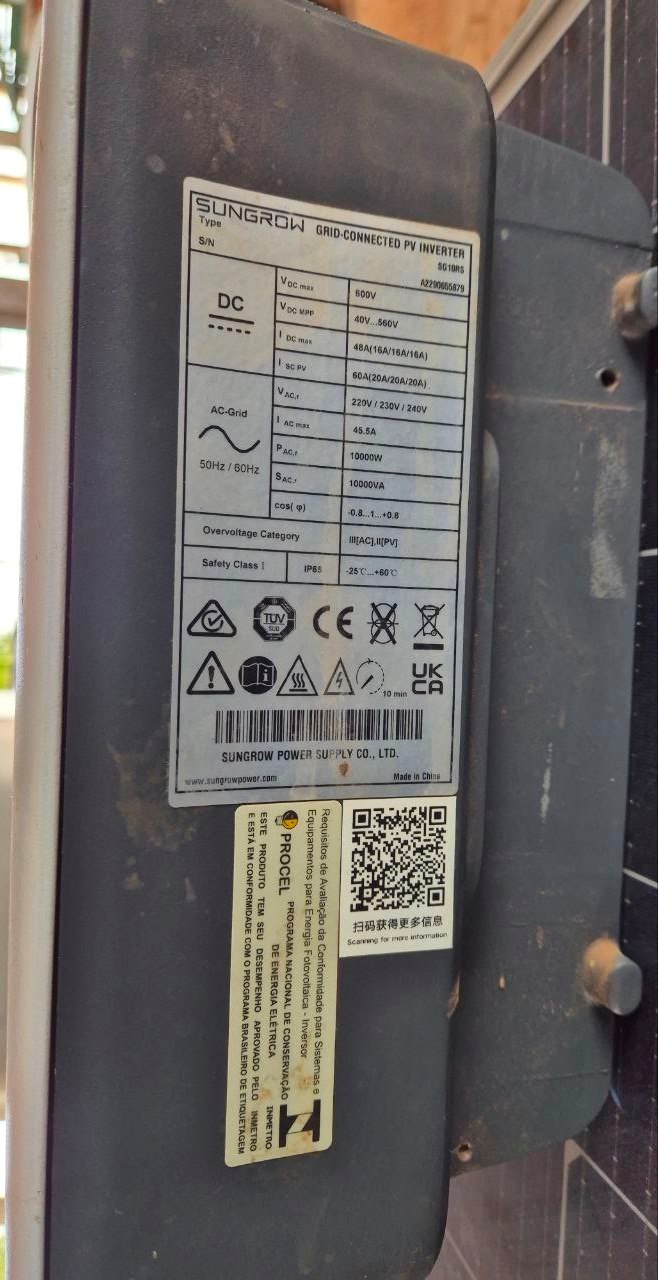 SUNGROW GRID-CONNECTED PV INVERTER
Type SG10RS
S/N A2290655879
DC
V DC max 600V
V DC MPP 40V...560V
I DC max 48A(16A/16A/16A)
I SC PV 60A(20A/20A/20A)
AC-Grid
50Hz / 60Hz
V AC,r 220V / 230V / 240V
I AC max 45.5A
P AC,r 10000W
S AC,r 10000VA
cos( φ) -0.8...1...+0.8
Overvoltage Category III[AC],II[PV]
Safety Class I IP65 -25℃...+60℃
TÜV
SUD
CE
10 min
UK
CA
SUNGROW POWER SUPPLY CO., LTD.
www.sungrowpower.com Made in China
扫码获得更多信息
Scanning for more information
Requisitos de Avaliação da Conformidade para Sistemas e
Equipamentos para Energia Fotovoltaica - Inversor
PROCEL PROGRAMA NACIONAL DE CONSERVAÇÃO
DE ENERGIA ELÉTRICA
INMETRO
ESTE PRODUTO TEM SEU DESEMPENHO APROVADO PELO INMETRO
E ESTÁ EM CONFORMIDADE COM O PROGRAMA BRASILEIRO DE ETIQUETAGEM